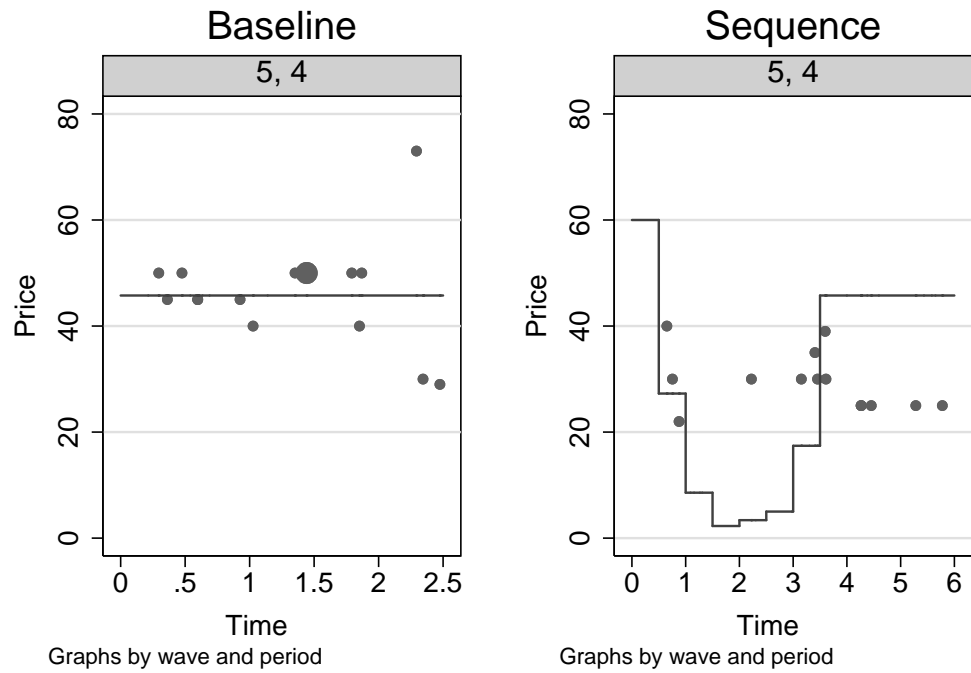 Baseline
5, 4
80
60
40
20
0
Price
0 .5 1 1.5 2 2.5
Time
Graphs by wave and period
Sequence
5, 4
80
60
40
20
0
Price
0 1 2 3 4 5 6
Time
Graphs by wave and period